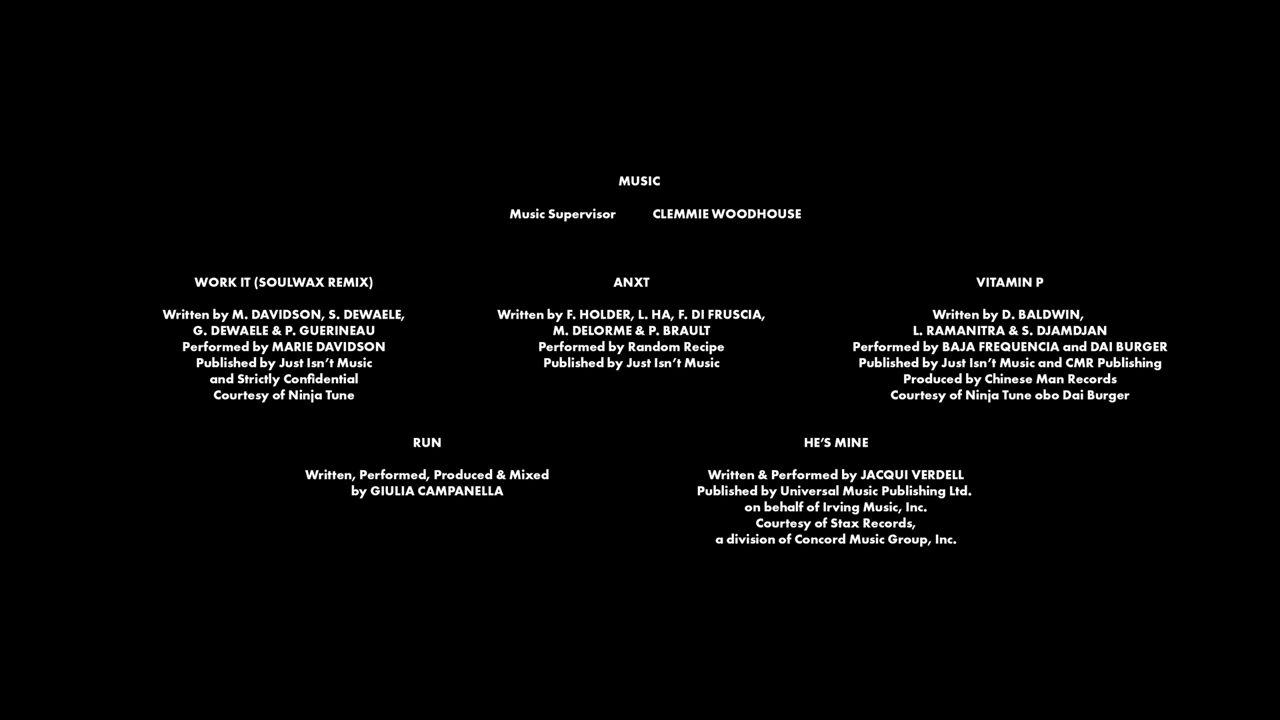 MUSIC
Music Supervisor CLEMMIE WOODHOUSE
WORK IT (SOULWAX REMIX)
Written by M. DAVIDSON, S. DEWAELE,
G. DEWAELE & P. GUERINEAU
Performed by MARIE DAVIDSON
Published by Just Isn't Music
and Strictly Confidential
Courtesy of Ninja Tune
ANXT
Written by F. HOLDER, L. HA, F. DI FRUSCIA,
M. DELORME & P. BRAULT
Performed by Random Recipe
Published by Just Isn't Music
VITAMIN P
Written by D. BALDWIN,
L. RAMANITRA & S. DJAMDJAN
Performed by BAJA FREQUENCIA and DAI BURGER
Published by Just Isn't Music and CMR Publishing
Produced by Chinese Man Records
Courtesy of Ninja Tune obo Dai Burger
RUN
Written, Performed, Produced & Mixed
by GIULIA CAMPANELLA
HE'S MINE
Written & Performed by JACQUI VERDELL
Published by Universal Music Publishing Ltd.
on behalf of Irving Music, Inc.
Courtesy of Stax Records,
a division of Concord Music Group, Inc.